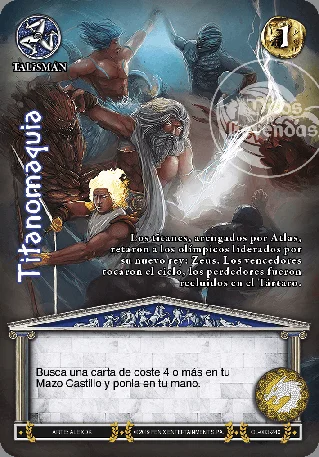 TALISMAN
1
Mitos
Leyendas
Titanomaquia
Los titanes, arengados por Atlas,
retaron a los olímpicos liderados por
su nuevo rey: Zeus. Los vencedores
tocaron el cielo, los perdedores fueron
recluidos en el Tártaro.
Busca una carta de coste 4 o más en tu
Mazo Castillo y ponla en tu mano.